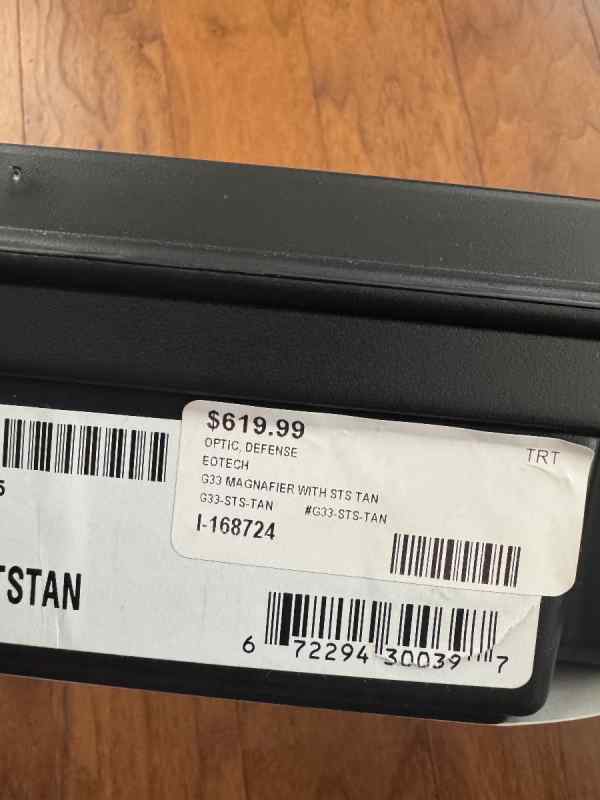 $619.99
OPTIC, DEFENSE TRT
EOTECH
G33 MAGNAFIER WITH STS TAN
G33-STS-TAN #G33-STS-TAN
I-168724
5
TSTAN
6 72294 30039 7